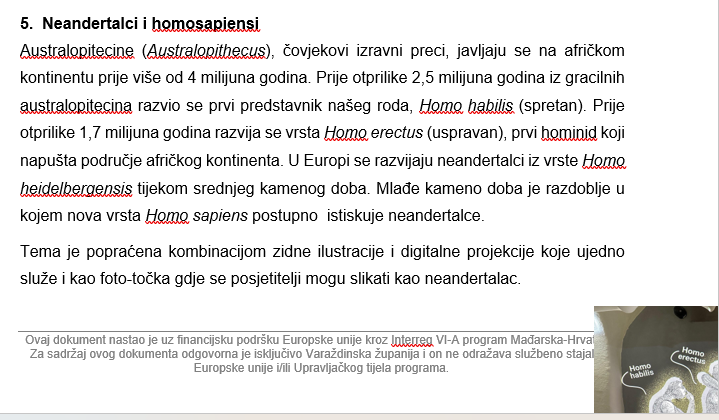 5. Neandertalci i homosapiensi
Australopitecine (Australopithecus), čovjekovi izravni preci, javljaju se na afričkom
kontinentu prije više od 4 milijuna godina. Prije otprilike 2,5 milijuna godina iz gracilnih
australopitecina razvio se prvi predstavnik našeg roda, Homo habilis (spretan). Prije
otprilike 1,7 milijuna godina razvija se vrsta Homo erectus (uspravan), prvi hominid koji
napušta područje afričkog kontinenta. U Europi se razvijaju neandertalci iz vrste Homo
heidelbergensis tijekom srednjeg kamenog doba. Mlađe kameno doba je razdoblje u
kojem nova vrsta Homo sapiens postupno istiskuje neandertalce.
Tema je popraćena kombinacijom zidne ilustracije i digitalne projekcije koje ujedno
služe i kao foto-točka gdje se posjetitelji mogu slikati kao neandertalac.
Ovaj dokument nastao je uz financijsku podršku Europske unije kroz Interreg VI-A program Mađarska-Hrva
Za sadržaj ovog dokumenta odgovorna je isključivo Varaždinska županija i on ne odražava službeno stajal
Europske unije i/ili Upravljačkog tijela programa.
Homo
habilis
Homo
erectus